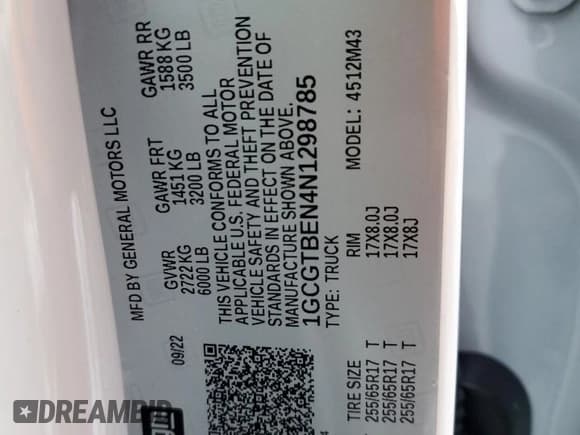 MFD BY GENERAL MOTORS LLC
09/22
GVWR
2722 KG
6000 LB
GAWR FRT
1451 KG
3200 LB
GAWR RR
1588 KG
3500 LB
THIS VEHICLE CONFORMS TO ALL
APPLICABLE U.S. FEDERAL MOTOR
VEHICLE SAFETY AND THEFT PREVENTION
STANDARDS IN EFFECT ON THE DATE OF
MANUFACTURE SHOWN ABOVE.
1GCGTBEN4N1298785
TYPE: TRUCK
MODEL: 4512M43
TIRE SIZE RIM
255/65R17 T 17X8.0J
255/65R17 T 17X8.0J
255/65R17 T 17X8J
gm
DREAMBID